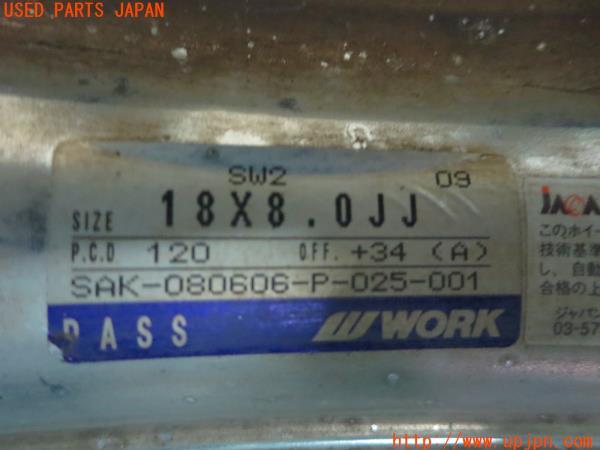 USED PARTS JAPAN
SW2 09
SIZE 18X8.0JJ
P.C.D 120 OFF. +34 (A)
SAK-080606-P-025-001
PASS WORK
このホイー
技術基準
し、自動
合格の上
ジャパン
03-57
http://www.upjpn.com/